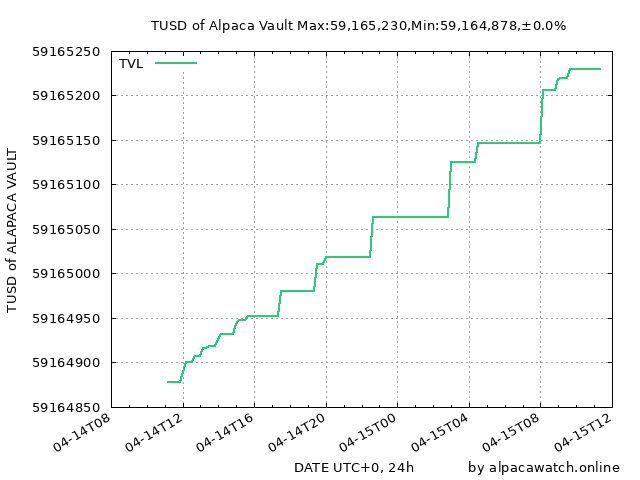 TUSD of Alpaca Vault Max:59,165,230,Min:59,164,878,±0.0%
TVL
59165250
59165200
59165150
59165100
59165050
59165000
59164950
59164900
59164850
TUSD of ALAPACA VAULT
04-14T08
04-14T12
04-14T16
04-14T20
04-15T00
04-15T04
04-15T08
04-15T12
DATE UTC+0, 24h
by alpacawatch.online